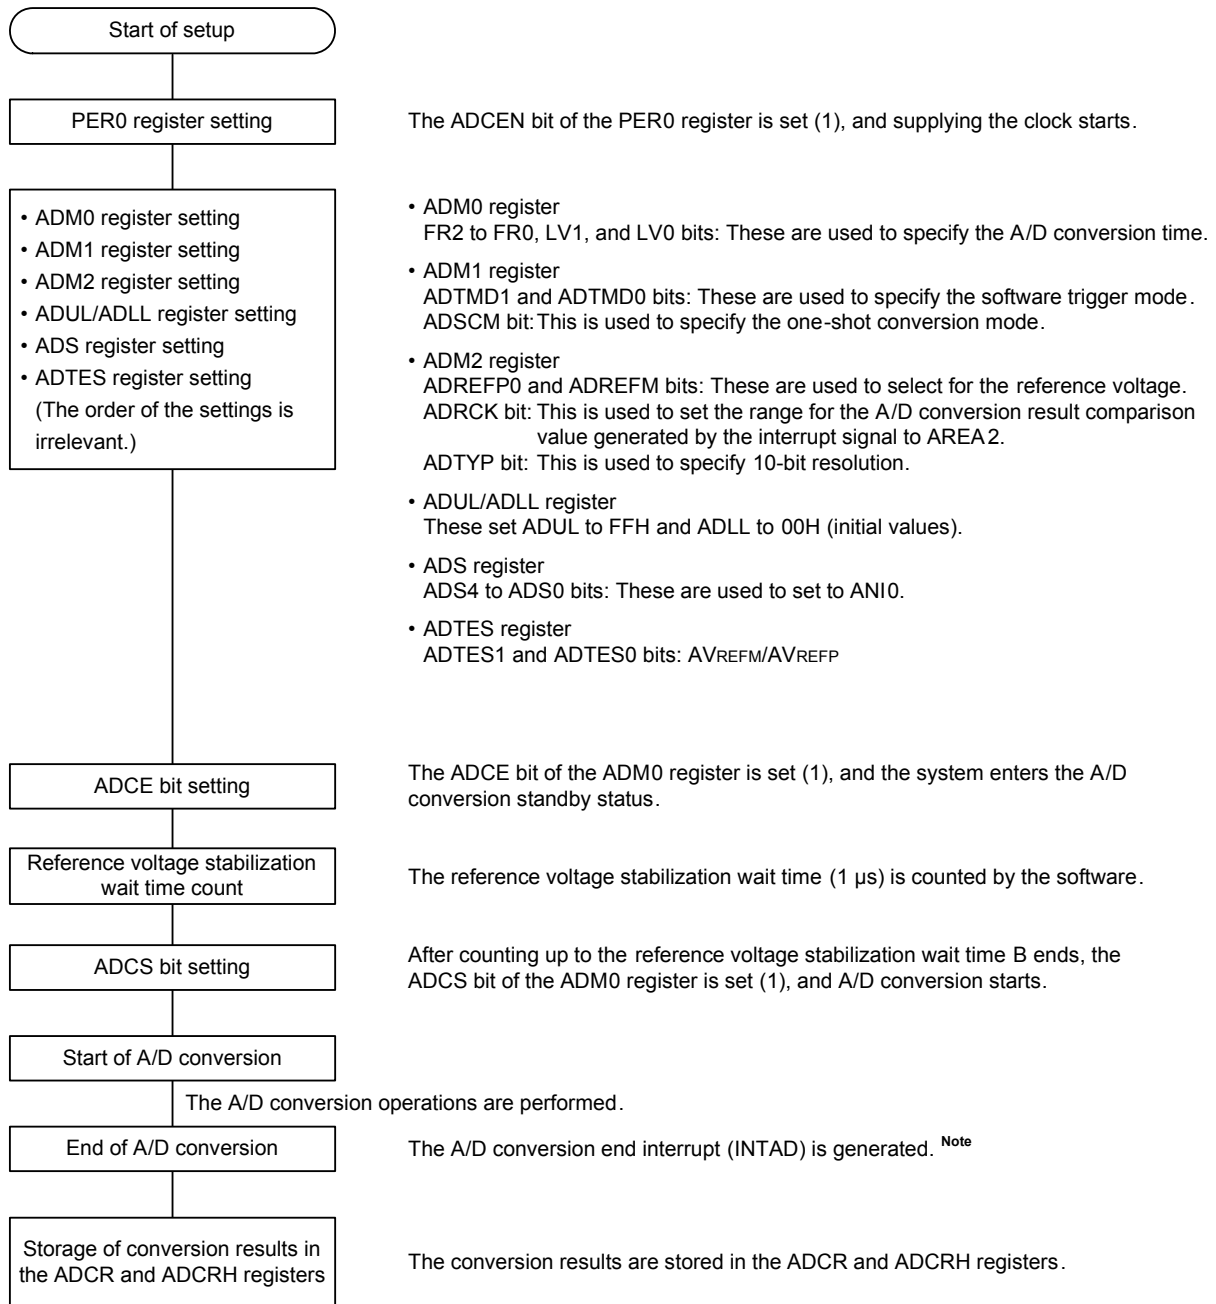 Start of setup
PER0 register setting
The ADCEN bit of the PER0 register is set (1), and supplying the clock starts.
• ADM0 register setting
• ADM1 register setting
• ADM2 register setting
• ADUL/ADLL register setting
• ADS register setting
• ADTES register setting
(The order of the settings is
irrelevant.)
• ADM0 register
FR2 to FR0, LV1, and LV0 bits: These are used to specify the A/D conversion time.
• ADM1 register
ADTMD1 and ADTMD0 bits: These are used to specify the software trigger mode.
ADSCM bit: This is used to specify the one-shot conversion mode.
• ADM2 register
ADREFP0 and ADREFM bits: These are used to select for the reference voltage.
ADRCK bit: This is used to set the range for the A/D conversion result comparison
value generated by the interrupt signal to AREA2.
ADTYP bit: This is used to specify 10-bit resolution.
• ADUL/ADLL register
These set ADUL to FFH and ADLL to 00H (initial values).
• ADS register
ADS4 to ADS0 bits: These are used to set to ANI0.
• ADTES register
ADTES1 and ADTES0 bits: AVREFM/AVREFP
ADCE bit setting
The ADCE bit of the ADM0 register is set (1), and the system enters the A/D
conversion standby status.
Reference voltage stabilization
wait time count
The reference voltage stabilization wait time (1 µs) is counted by the software.
ADCS bit setting
After counting up to the reference voltage stabilization wait time B ends, the
ADCS bit of the ADM0 register is set (1), and A/D conversion starts.
Start of A/D conversion
The A/D conversion operations are performed.
End of A/D conversion
The A/D conversion end interrupt (INTAD) is generated. Note
Storage of conversion results in
the ADCR and ADCRH registers
The conversion results are stored in the ADCR and ADCRH registers.